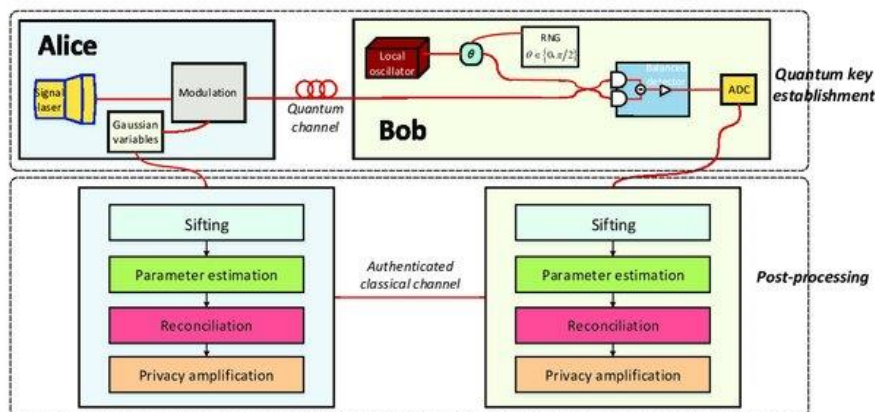 Alice
Signal
laser
Modulation
Gaussian
variables
Quantum
channel
Local
oscillator
θ
RNG
θ ∈ {0, π/2}
Balanced
detector
ADC
Bob
Quantum key
establishment
Sifting
Parameter estimation
Reconciliation
Privacy amplification
Authenticated
classical channel
Sifting
Parameter estimation
Reconciliation
Privacy amplification
Post-processing